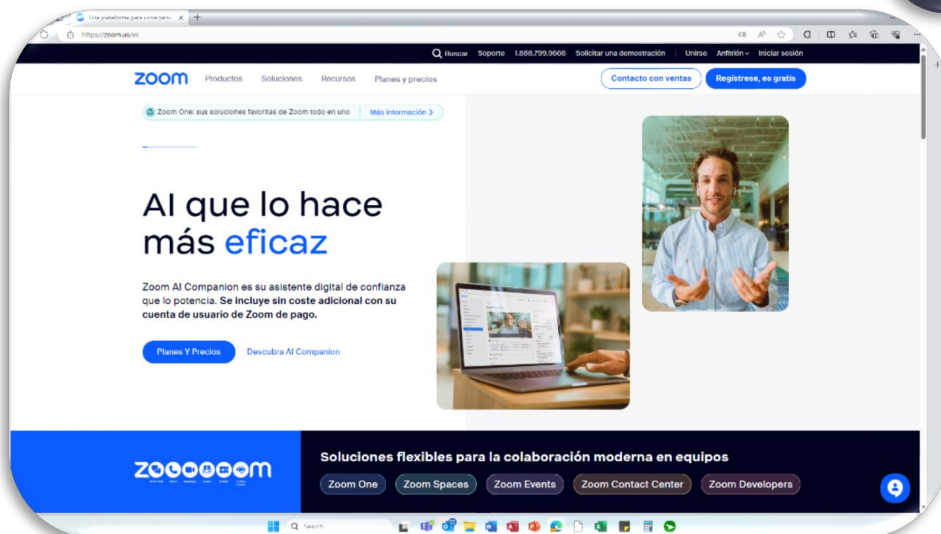 Una plataforma para conectarse
https://zoom.us/es
Buscar Soporte 1.888.799.9666 Solicitar una demostración Unirse Anfitrión Iniciar sesión
zoom Productos Soluciones Recursos Planes y precios Contacto con ventas Regístrese, es gratis
Zoom One: sus soluciones favoritas de Zoom todo en uno Más información
AI que lo hace
más eficaz
Zoom AI Companion es su asistente digital de confianza
que lo potencia. Se incluye sin coste adicional con su
cuenta de usuario de Zoom de pago.
Planes Y Precios Descubra AI Companion
Soluciones flexibles para la colaboración moderna en equipos
zoooooom
Zoom One Zoom Spaces Zoom Events Zoom Contact Center Zoom Developers
Search